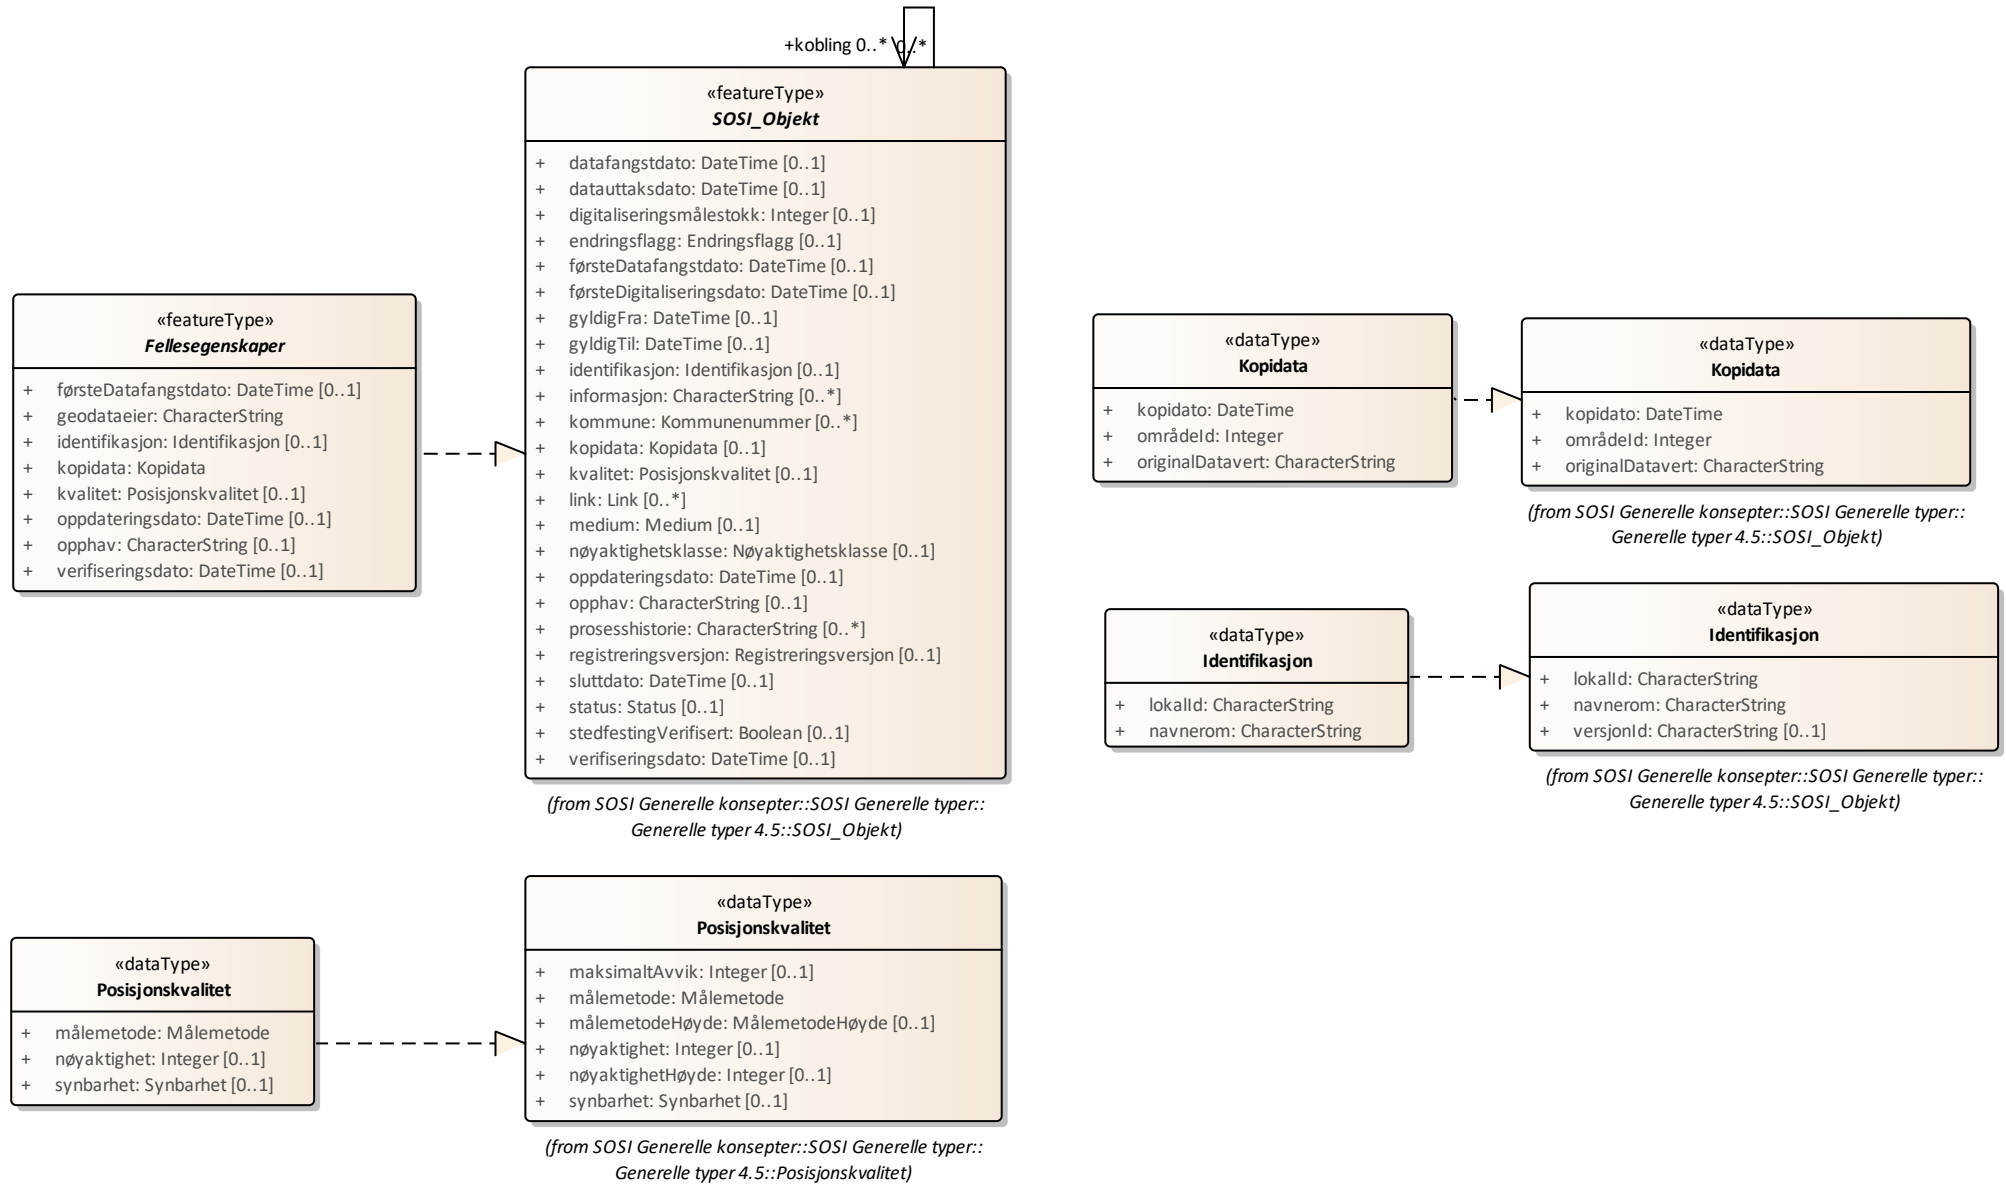 +kobling 0..* 0..*
«featureType»
SOSI_Objekt
+ datafangstdato: DateTime [0..1]
+ datauttaksdato: DateTime [0..1]
+ digitaliseringsmålestokk: Integer [0..1]
+ endringsflagg: Endringsflagg [0..1]
+ førsteDatafangstdato: DateTime [0..1]
+ førsteDigitaliseringsdato: DateTime [0..1]
+ gyldigFra: DateTime [0..1]
+ gyldigTil: DateTime [0..1]
+ identifikasjon: Identifikasjon [0..1]
+ informasjon: CharacterString [0..*]
+ kommune: Kommunenummer [0..*]
+ kopidata: Kopidata [0..1]
+ kvalitet: Posisjonskvalitet [0..1]
+ link: Link [0..*]
+ medium: Medium [0..1]
+ nøyaktighetsklasse: Nøyaktighetsklasse [0..1]
+ oppdateringsdato: DateTime [0..1]
+ opphav: CharacterString [0..1]
+ prosesshistorie: CharacterString [0..*]
+ registreringsversjon: Registreringsversjon [0..1]
+ sluttdato: DateTime [0..1]
+ status: Status [0..1]
+ stedfestingVerifisert: Boolean [0..1]
+ verifiseringsdato: DateTime [0..1]
(from SOSI Generelle konsepter::SOSI Generelle typer::
Generelle typer 4.5::SOSI_Objekt)
«featureType»
Fellesegenskaper
+ førsteDatafangstdato: DateTime [0..1]
+ geodataeier: CharacterString
+ identifikasjon: Identifikasjon [0..1]
+ kopidata: Kopidata
+ kvalitet: Posisjonskvalitet [0..1]
+ oppdateringsdato: DateTime [0..1]
+ opphav: CharacterString [0..1]
+ verifiseringsdato: DateTime [0..1]
«dataType»
Kopidata
+ kopidato: DateTime
+ områdeId: Integer
+ originalDatavert: CharacterString
«dataType»
Kopidata
+ kopidato: DateTime
+ områdeId: Integer
+ originalDatavert: CharacterString
(from SOSI Generelle konsepter::SOSI Generelle typer::
Generelle typer 4.5::SOSI_Objekt)
«dataType»
Identifikasjon
+ lokalId: CharacterString
+ navnerom: CharacterString
«dataType»
Identifikasjon
+ lokalId: CharacterString
+ navnerom: CharacterString
+ versjonId: CharacterString [0..1]
(from SOSI Generelle konsepter::SOSI Generelle typer::
Generelle typer 4.5::SOSI_Objekt)
«dataType»
Posisjonskvalitet
+ målemetode: Målemetode
+ nøyaktighet: Integer [0..1]
+ synbarhet: Synbarhet [0..1]
«dataType»
Posisjonskvalitet
+ maksimaltAvvik: Integer [0..1]
+ målemetode: Målemetode
+ målemetodeHøyde: MålemetodeHøyde [0..1]
+ nøyaktighet: Integer [0..1]
+ nøyaktighetHøyde: Integer [0..1]
+ synbarhet: Synbarhet [0..1]
(from SOSI Generelle konsepter::SOSI Generelle typer::
Generelle typer 4.5::Posisjonskvalitet)